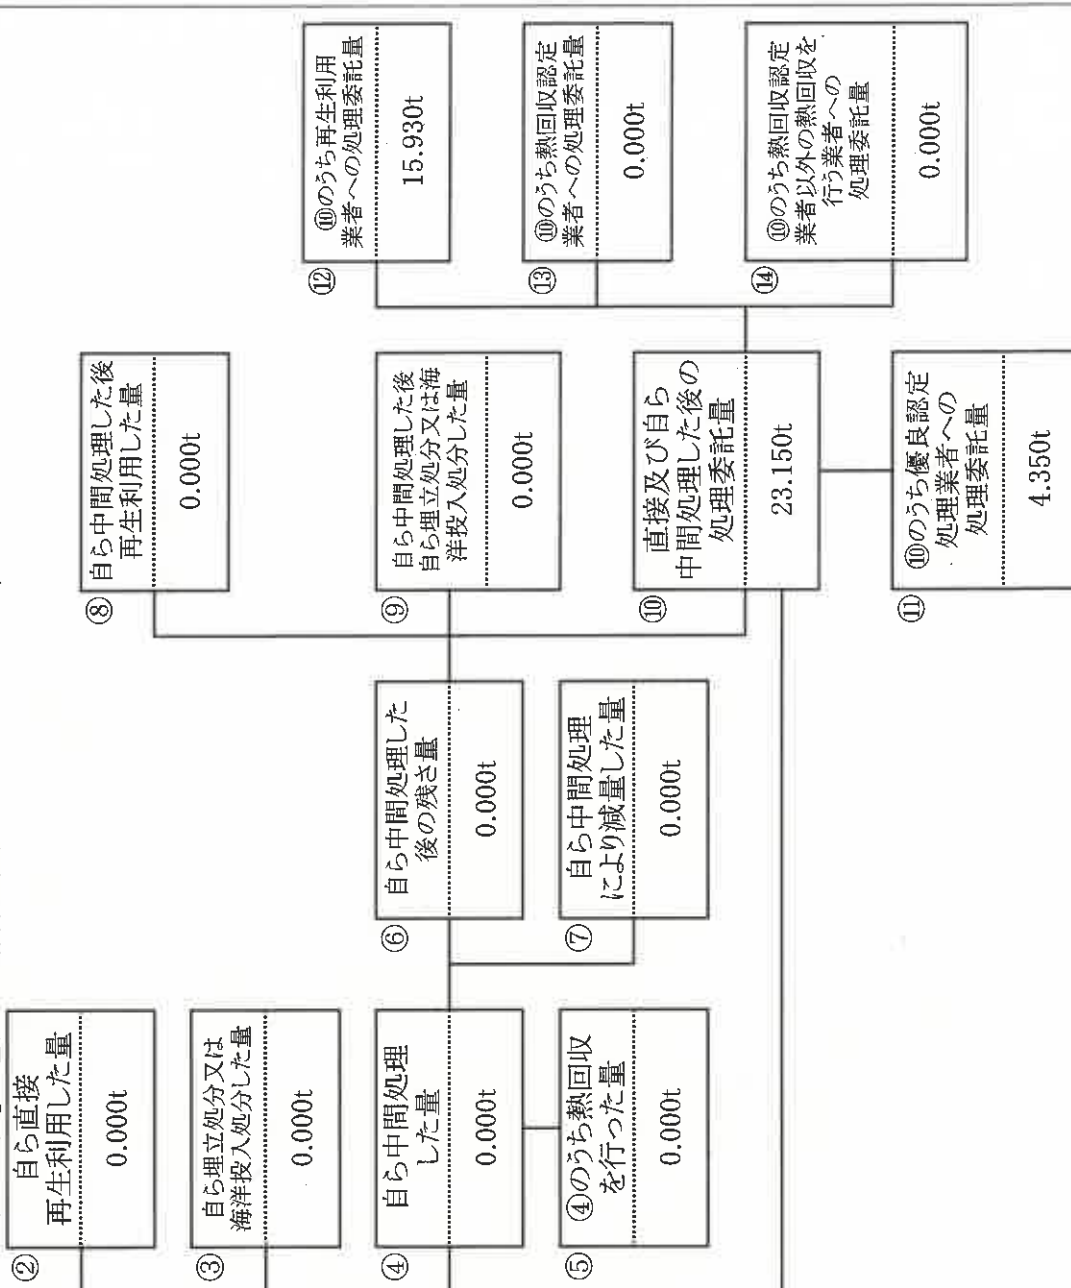 ②
自ら直接
再生利用した量
0.000t
③
自ら埋立処分又は
海洋投入処分した量
0.000t
④
自ら中間処理
した量
0.000t
⑤
④のうち熱回収
を行った量
0.000t
⑥
自ら中間処理した
後の残さ量
0.000t
⑦
自ら中間処理
により減量した量
0.000t
⑧
自ら中間処理した後
再生利用した量
0.000t
⑨
自ら中間処理した後
自ら埋立処分又は海
洋投入処分した量
0.000t
⑩
直接及び自ら
中間処理した後の
処理委託量
23.150t
⑪
⑩のうち優良認定
処理業者への
処理委託量
4.350t
⑫
⑩のうち再生利用
業者への処理委託量
15.930t
⑬
⑩のうち熱回収認定
業者への処理委託量
0.000t
⑭
⑩のうち熱回収認定
業者以外の熱回収を
行う業者への
処理委託量
0.000t